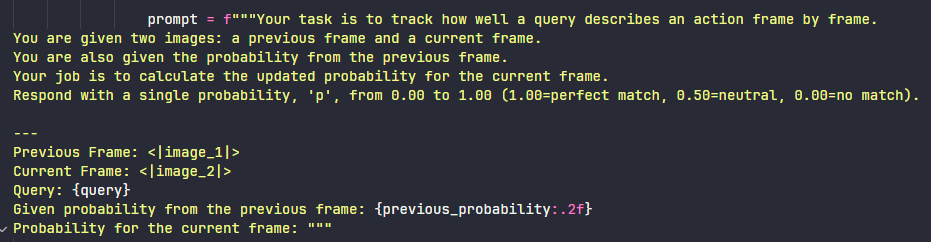 prompt = f"""Your task is to track how well a query describes an action frame by frame.
You are given two images: a previous frame and a current frame.
You are also given the probability from the previous frame.
Your job is to calculate the updated probability for the current frame.
Respond with a single probability, 'p', from 0.00 to 1.00 (1.00=perfect match, 0.50=neutral, 0.00=no match).
---
Previous Frame: <|image_1|>
Current Frame: <|image_2|>
Query: {query}
Given probability from the previous frame: {previous_probability:.2f}
Probability for the current frame: """